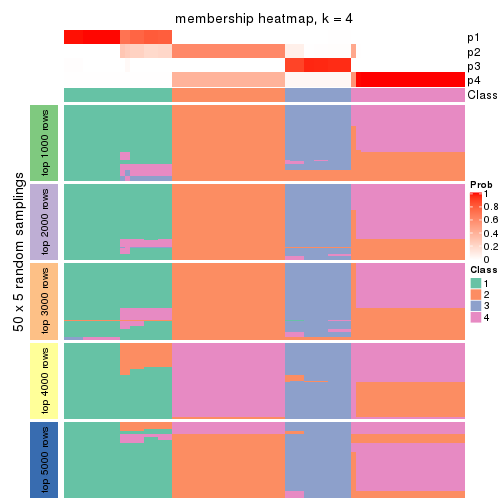 membership heatmap, k = 4
p1
p2
p3
p4
Class
50 x 5 random samplings
top 1000 rows
top 2000 rows
top 3000 rows
top 4000 rows
top 5000 rows
Prob
1
0.8
0.6
0.4
0.2
0
Class
1
2
3
4